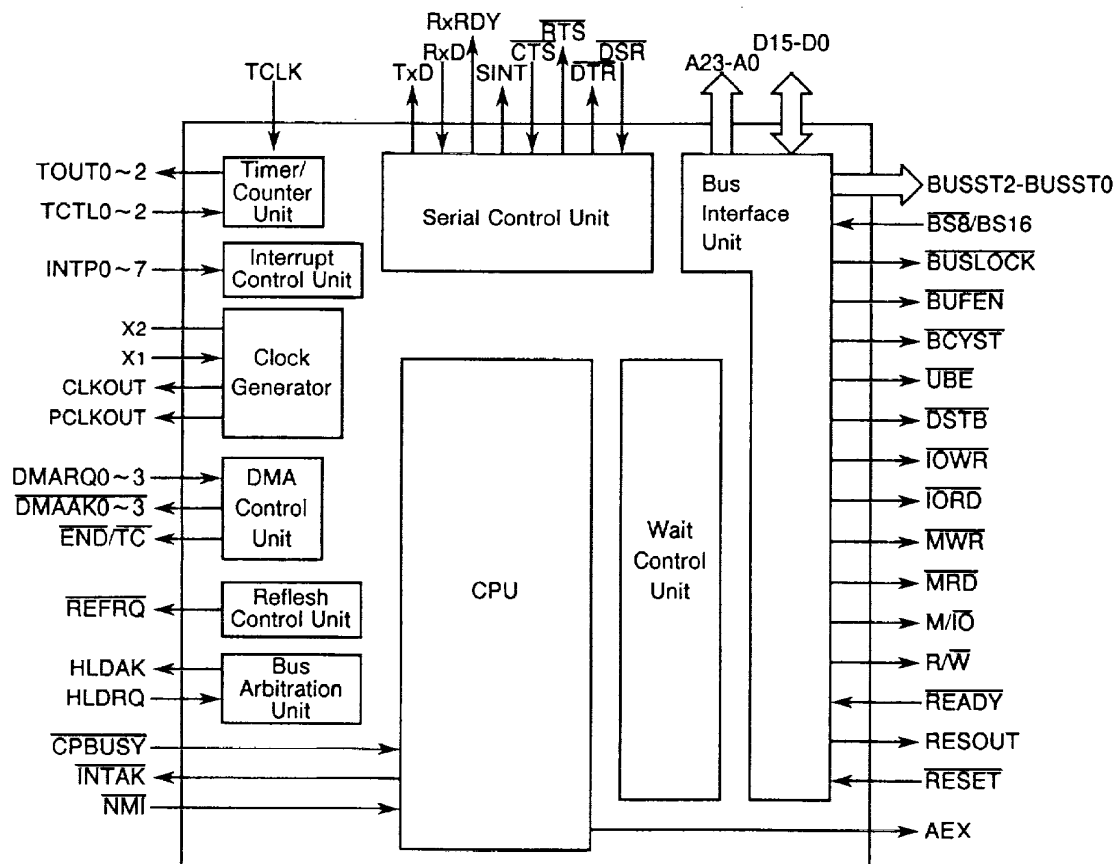 RxRDY
RTS
D15-D0
RxD
CTS
DSR
A23-A0
TCLK
TxD
SINT
DTR
TOUT0~2
Timer/
Counter
Unit
TCTL0~2
Serial Control Unit
Bus
Interface
Unit
BUSST2-BUSST0
BS8/BS16
INTP0~7
Interrupt
Control Unit
BUSLOCK
BUFEN
X2
X1
CLKOUT
PCLKOUT
Clock
Generator
BCYST
UBE
DSTB
DMARQ0~3
DMAAK0~3
END/TC
DMA
Control
Unit
IOWR
IORD
MWR
Wait
Control
Unit
CPU
REFRQ
Reflesh
Control Unit
MRD
M/IO
HLDAK
HLDRQ
Bus
Arbitration
Unit
R/W
READY
CPBUSY
INTAK
NMI
RESOUT
RESET
AEX